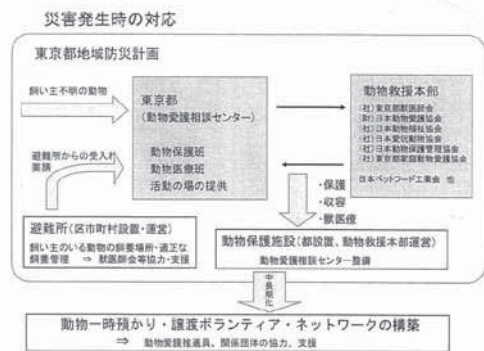 災害発生時の対応
東京都地域防災計画
飼い主不明の動物
避難所からの受入れ
要請
東京都
(動物愛護相談センター)
動物保護班
動物医療班
活動の場の提供
動物救援本部
(社)東京都獣医師会
(財)日本動物愛護協会
(社)日本動物福祉協会
(社)日本愛玩動物協会
(社)日本動物保護管理協会
(社)東京都家庭動物愛護協会
日本ペットフード工業会 他
・保護
・収容
・獣医療
避難所(区市町村設置・運営)
飼い主のいる動物の飼養場所・適正な
飼養管理 ⇒ 獣医師会等協力・支援
動物保護施設(都設置、動物救援本部運営)
動物愛護相談センター整備
中長期化
動物一時預かり・譲渡ボランティア・ネットワークの構築
⇒ 動物愛護推進員、関係団体の協力、支援